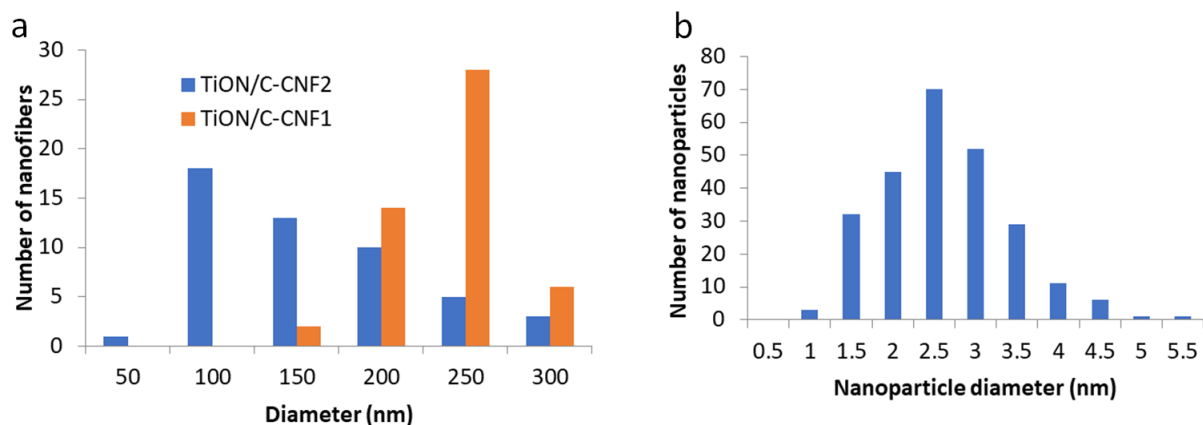 a
30
25
20
15
10
5
0
Number of nanofibers
TiON/C-CNF2
TiON/C-CNF1
50 100 150 200 250 300
Diameter (nm)
b
80
70
60
50
40
30
20
10
0
Number of nanoparticles
0.5 1 1.5 2 2.5 3 3.5 4 4.5 5 5.5
Nanoparticle diameter (nm)